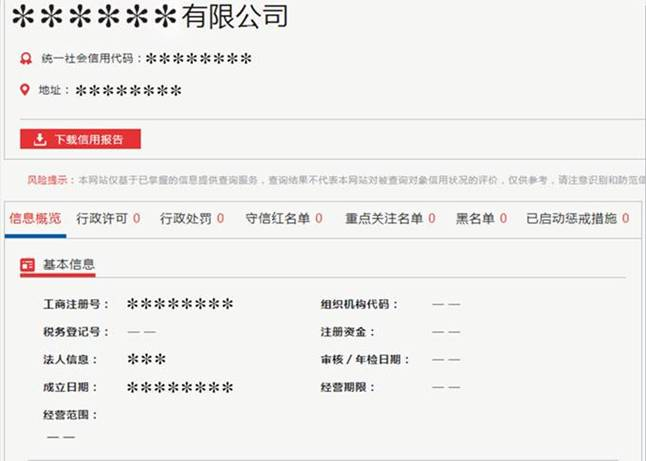 ******有限公司
统一社会信用代码：********
地址：********
下载信用报告
风险提示：本网站仅基于已掌握的信息提供查询服务，查询结果不代表本网站对被查询对象信用状况的评价，仅供参考，请注意识别和防范信
信息概览 行政许可 0 行政处罚 0 守信红名单 0 重点关注名单 0 黑名单 0 已启动惩戒措施 0
基本信息
工商注册号：******** 组织机构代码：— —
税务登记号：— — 注册资金：— —
法人信息：*** 审核 / 年检日期：— —
成立日期：******** 经营期限：— —
经营范围：
— —